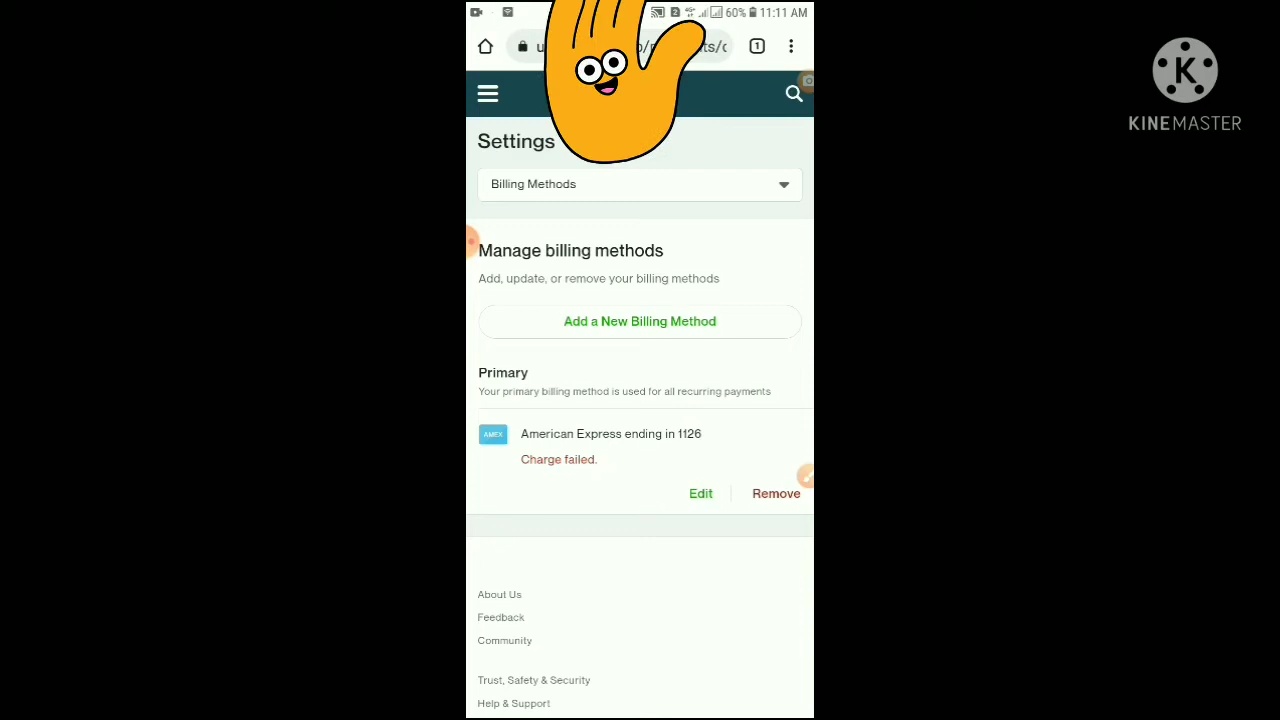 60% 11:11 AM
1
K
KINEMASTER
Settings
Billing Methods
Manage billing methods
Add, update, or remove your billing methods
Add a New Billing Method
Primary
Your primary billing method is used for all recurring payments
AMEX
American Express ending in 1126
Charge failed.
Edit
Remove
About Us
Feedback
Community
Trust, Safety & Security
Help & Support